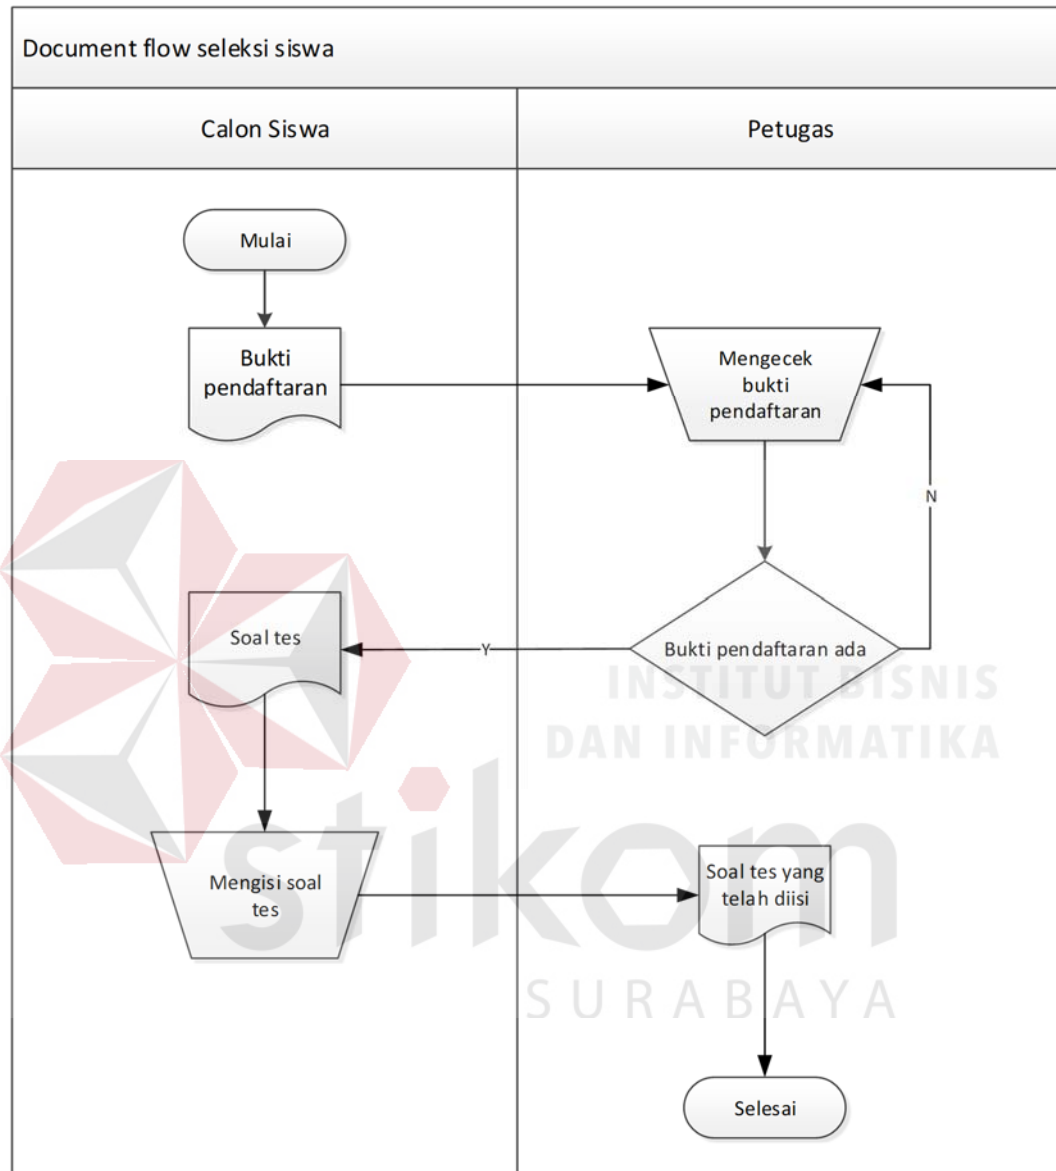 Document flow seleksi siswa
Calon Siswa
Petugas
Mulai
Bukti
pendaftaran
Mengecek
bukti
pendaftaran
N
Soal tes
Y
Bukti pendaftaran ada
INSTITUT BISNIS
DAN INFORMATIKA
stikom
SURABAYA
Mengisi soal
tes
Soal tes yang
telah diisi
Selesai